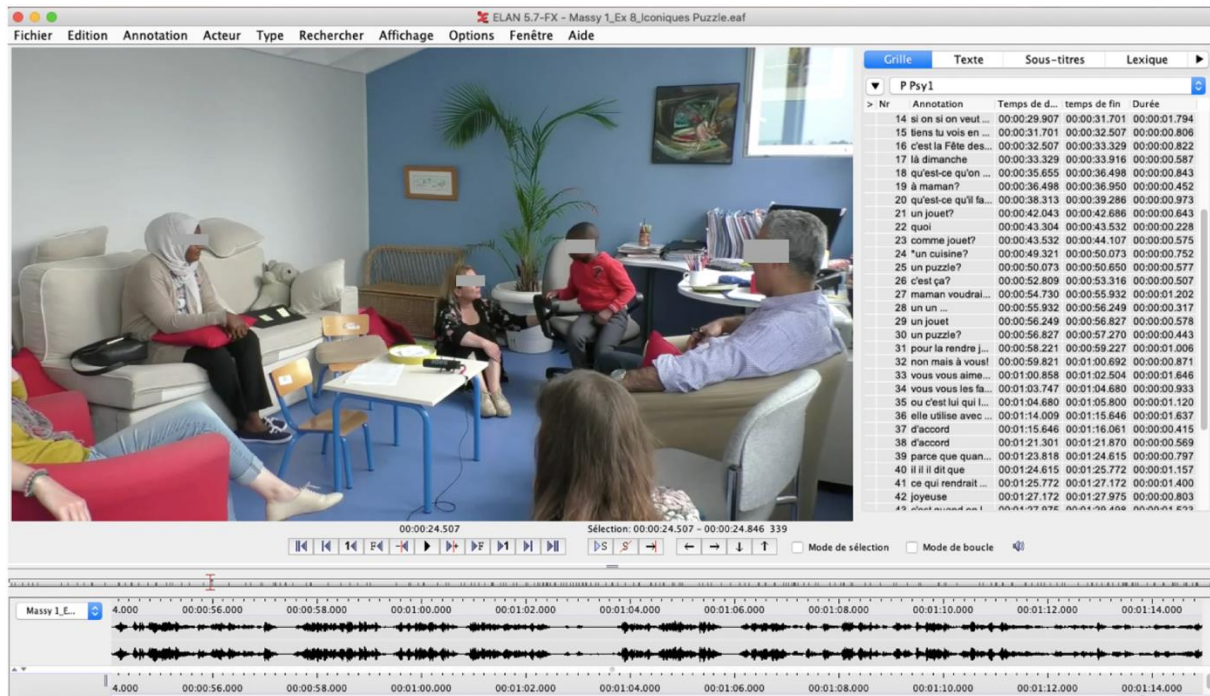 ELAN 5.7-FX - Massy 1_Ex 8_Iconiques Puzzle.eaf
Fichier Edition Annotation Acteur Type Rechercher Affichage Options Fenêtre Aide
Grille Texte Sous-titres Lexique
P Psy1
> Nr Annotation Temps de d... temps de fin Durée
14 si on si on veut ... 00:00:29.907 00:00:31.701 00:00:01.794
15 tiens tu vois en ... 00:00:31.701 00:00:32.507 00:00:00.806
16 c'est la Fête des... 00:00:32.507 00:00:33.329 00:00:00.822
17 là dimanche 00:00:33.329 00:00:33.916 00:00:00.587
18 qu'est-ce qu'on ... 00:00:35.655 00:00:36.498 00:00:00.843
19 à maman? 00:00:36.498 00:00:36.950 00:00:00.452
20 qu'est-ce qu'il fa... 00:00:38.313 00:00:39.286 00:00:00.973
21 un jouet? 00:00:42.043 00:00:42.686 00:00:00.643
22 quoi 00:00:43.304 00:00:43.532 00:00:00.228
23 comme jouet? 00:00:43.532 00:00:44.107 00:00:00.575
24 "un cuisine? 00:00:49.321 00:00:50.073 00:00:00.752
25 un puzzle? 00:00:50.073 00:00:50.650 00:00:00.577
26 c'est ça? 00:00:52.809 00:00:53.316 00:00:00.507
27 maman voudrai... 00:00:54.730 00:00:55.932 00:00:01.202
28 un un ... 00:00:55.932 00:00:56.249 00:00:00.317
29 un jouet 00:00:56.249 00:00:56.827 00:00:00.578
30 un puzzle? 00:00:56.827 00:00:57.270 00:00:00.443
31 pour la rendre j... 00:00:58.221 00:00:59.227 00:00:01.006
32 non mais à vous! 00:00:59.821 00:01:00.692 00:00:00.871
33 vous vous aime... 00:01:00.858 00:01:02.504 00:00:01.646
34 vous vous les fa... 00:01:03.747 00:01:04.680 00:00:00.933
35 ou c'est lui qui l... 00:01:04.680 00:01:05.800 00:00:01.120
36 elle utilise avec ... 00:01:14.009 00:01:15.646 00:00:01.637
37 d'accord 00:01:15.646 00:01:16.061 00:00:00.415
38 d'accord 00:01:21.301 00:01:21.870 00:00:00.569
39 parce que quan... 00:01:23.818 00:01:24.615 00:00:00.797
40 il il il dit que 00:01:24.615 00:01:25.772 00:00:01.157
41 ce qui rendrait ... 00:01:25.772 00:01:27.172 00:00:01.400
42 joyeuse 00:01:27.172 00:01:27.975 00:00:00.803
00:00:24.507 Sélection: 00:00:24.507 - 00:00:24.846 339
Mode de sélection Mode de boucle
Massy 1_E...
4.000 00:00:56.000 00:00:58.000 00:01:00.000 00:01:02.000 00:01:04.000 00:01:06.000 00:01:08.000 00:01:10.000 00:01:12.000 00:01:14.000
4.000 00:00:56.000 00:00:58.000 00:01:00.000 00:01:02.000 00:01:04.000 00:01:06.000 00:01:08.000 00:01:10.000 00:01:12.000 00:01:14.000